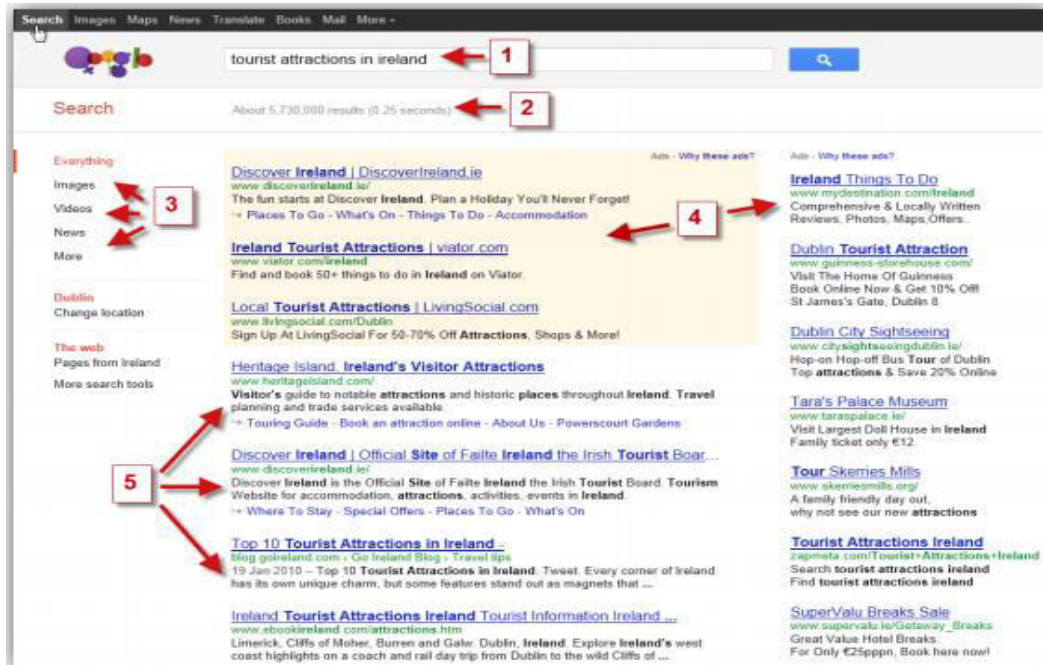 Search Images Maps News Translate Books Mail More
tourist attractions in ireland
1
Search
About 5,730,000 results (0.25 seconds)
2
Everything
Images
Videos
News
More
3
Dublin
Change location
The web
Pages from Ireland
More search tools
Ads - Why these ads?
Discover Ireland | DiscoverIreland.ie
www.discoverireland.ie/
The fun starts at Discover Ireland. Plan a Holiday You'll Never Forget!
Places To Go - What's On - Things To Do - Accommodation
4
Ireland Tourist Attractions | viator.com
www.viator.com/ireland
Find and book 50+ things to do in Ireland on Viator.
Local Tourist Attractions | LivingSocial.com
www.livingsocial.com/Dublin
Sign Up At LivingSocial For 50-70% Off Attractions, Shops & More!
Heritage Island. Ireland's Visitor Attractions
www.heritageisland.com/
Visitor's guide to notable attractions and historic places throughout Ireland. Travel
planning and trade services available.
Touring Guide - Book an attraction online - About Us - Powerscourt Gardens
5
Discover Ireland | Official Site of Failte Ireland the Irish Tourist Boar...
www.discoverireland.ie/
Discover Ireland is the Official Site of Failte Ireland the Irish Tourist Board. Tourism
Website for accommodation, attractions, activities, events in Ireland.
Where To Stay - Special Offers - Places To Go - What's On
Top 10 Tourist Attractions in Ireland -
blog.goireland.com › Go Ireland Blog › Travel tips
19 Jan 2010 – Top 10 Tourist Attractions in Ireland. Tweet. Every corner of Ireland
has its own unique charm, but some features stand out as magnets that ...
Ireland Tourist Attractions Ireland Tourist Information Ireland ...
www.ebookireland.com/attractions.htm
Limerick, Cliffs of Moher, Burren and Galw. Dublin, Ireland. Explore Ireland's west
coast highlights on a coach and rail day trip from Dublin to the wild Cliffs of ...
Ads - Why these ads?
Ireland Things To Do
www.mydestination.com/Ireland
Comprehensive & Locally Written
Reviews, Photos, Maps,Offers..
Dublin Tourist Attraction
www.guinness-storehouse.com/
Visit The Home Of Guinness
Book Online Now & Get 10% Off!
St James's Gate, Dublin 8
Dublin City Sightseeing
www.citysightseeingdublin.ie/
Hop-on Hop-off Bus Tour of Dublin
Top attractions & Save 20% Online
Tara's Palace Museum
www.taraspalace.ie/
Visit Largest Doll House in Ireland
Family ticket only €12
Tour Skerries Mills
www.skerriesmills.org/
A family friendly day out,
why not see our new attractions
Tourist Attractions Ireland
zapmeta.com/Tourist+Attractions+Ireland
Search tourist attractions ireland
Find tourist attractions ireland
SuperValu Breaks Sale
www.supervalu.ie/Getaway_Breaks
Great Value Hotel Breaks.
For Only €25pppn, Book here now!